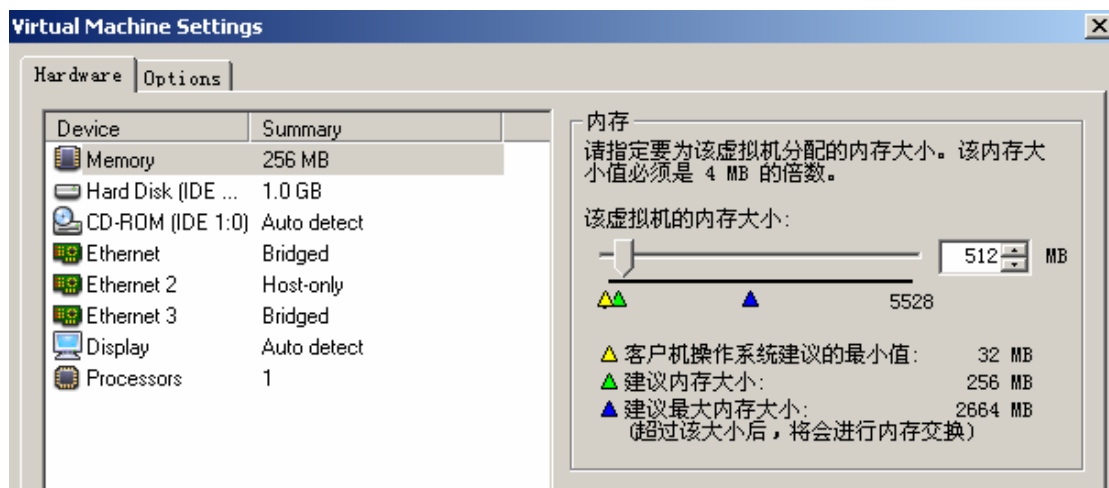 Virtual Machine Settings
Hardware Options
Device Summary
Memory 256 MB
Hard Disk (IDE ... 1.0 GB
CD-ROM (IDE 1:0) Auto detect
Ethernet Bridged
Ethernet 2 Host-only
Ethernet 3 Bridged
Display Auto detect
Processors 1
内存
请指定要为该虚拟机分配的内存大小。该内存大
小值必须是 4 MB 的倍数。
该虚拟机的内存大小:
512 MB
5528
客户机操作系统建议的最小值: 32 MB
建议内存大小: 256 MB
建议最大内存大小: 2664 MB
(超过该大小后，将会进行内存交换)